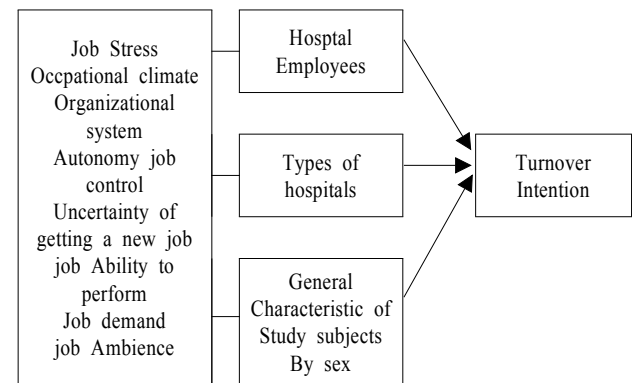 Job Stress
Occpational climate
Organizational
system
Autonomy job
control
Uncertainty of
getting a new job
job Ability to
perform
Job demand
job Ambience
Hosptal
Employees
Types of
hospitals
General
Characteristic of
Study subjects
By sex
Turnover
Intention